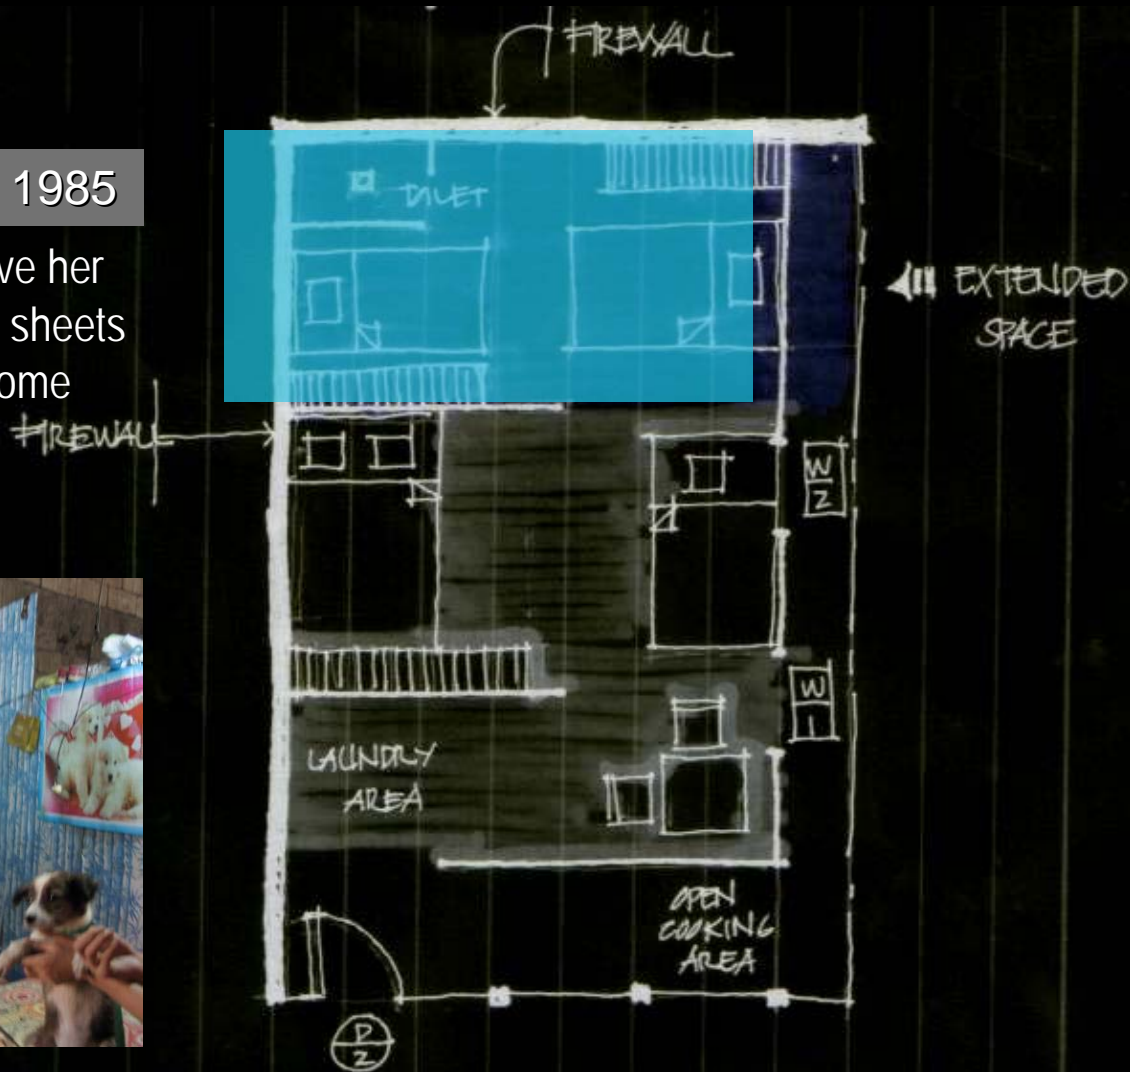 FIREWALL
1985
ve her
sheets
ome
TOILET
EXTENDED
SPACE
FIREWALL
W
2
W
1
LAUNDRY
AREA
OPEN
COOKING
AREA
D
2